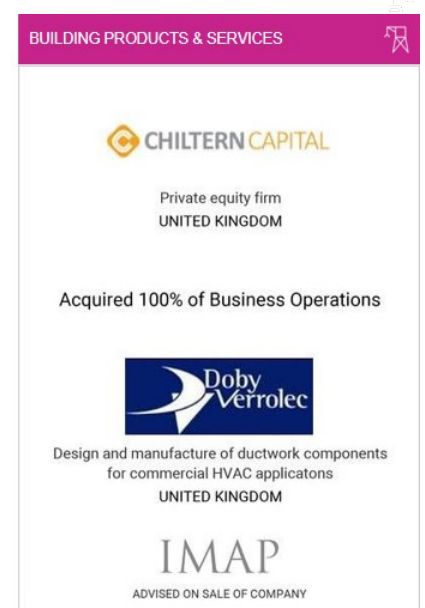 BUILDING PRODUCTS & SERVICES
CHILTERN CAPITAL
Private equity firm
UNITED KINGDOM
Acquired 100% of Business Operations
Doby
Verrolec
Design and manufacture of ductwork components
for commercial HVAC applicatons
UNITED KINGDOM
IMAP
ADVISED ON SALE OF COMPANY